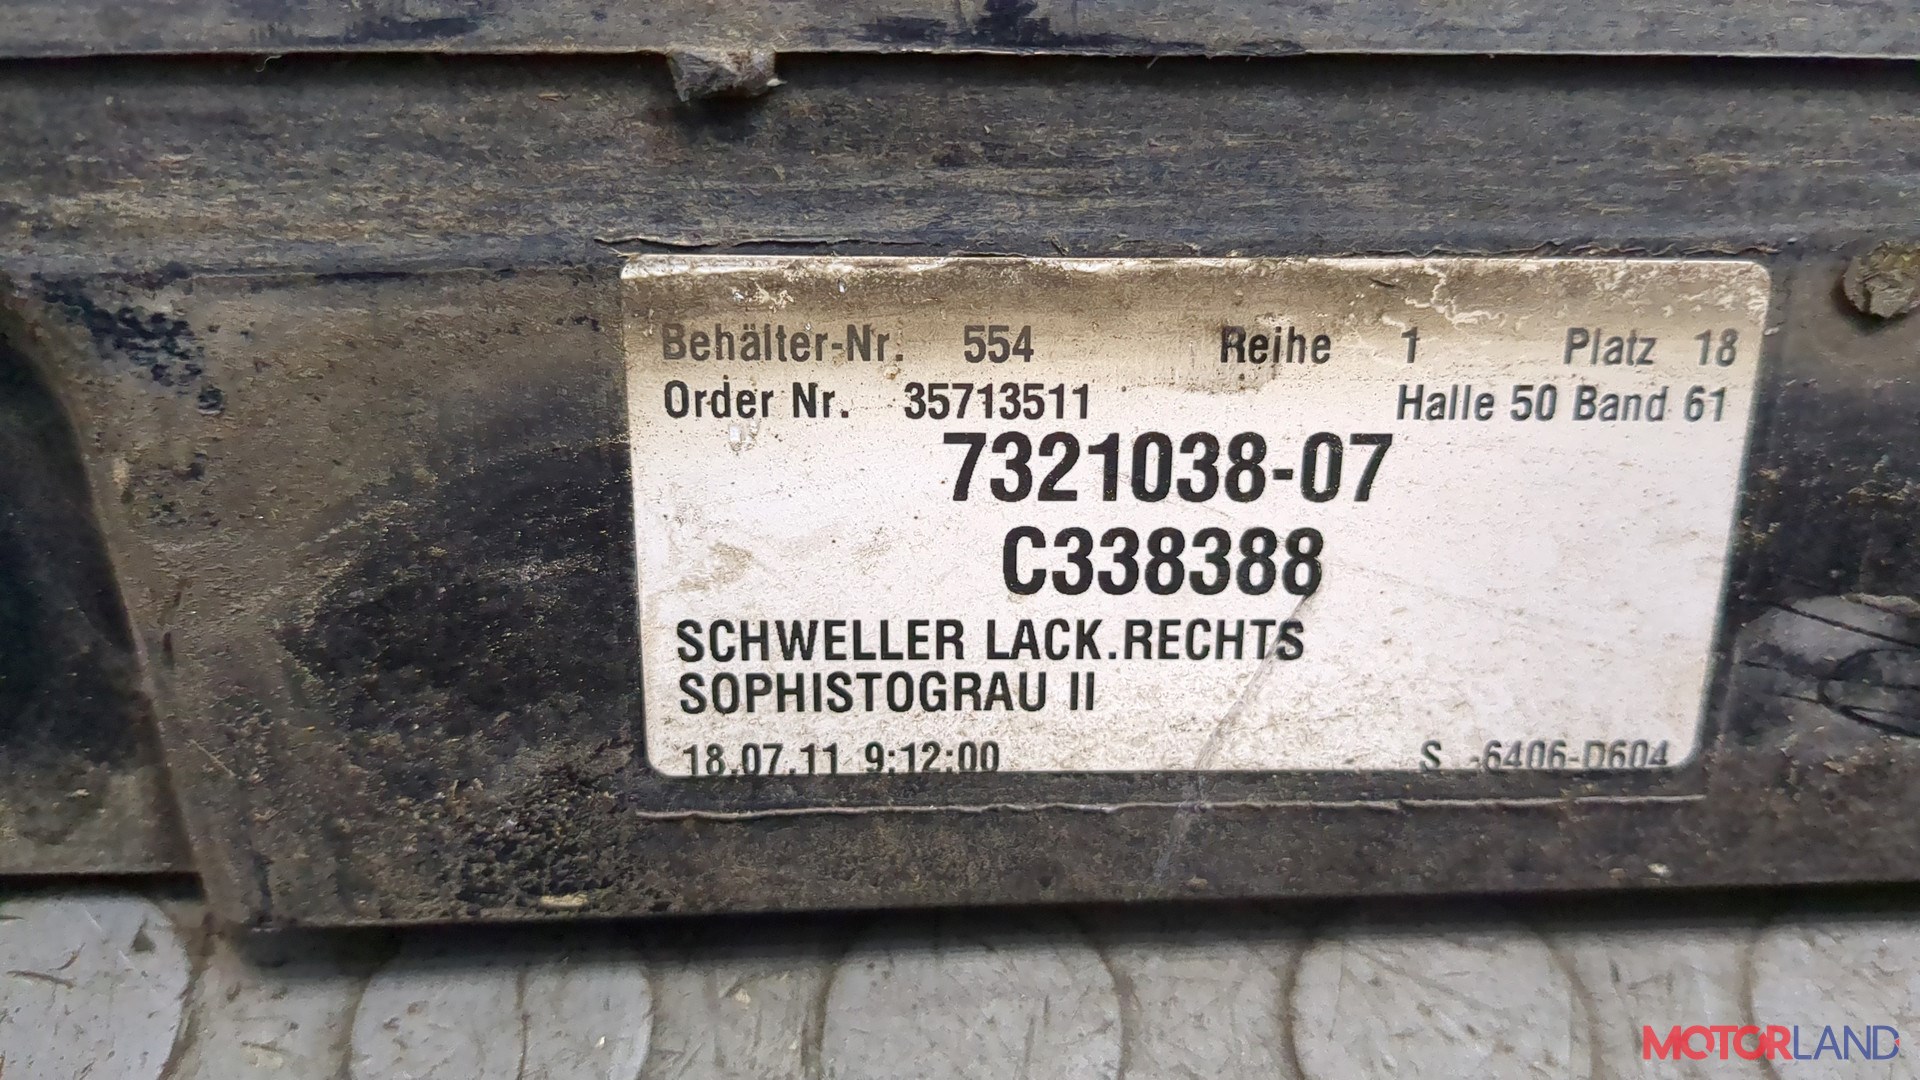 Behälter-Nr. 554 Reihe 1 Platz 18
Order Nr. 35713511 Halle 50 Band 61
7321038-07
C338388
SCHWELLER LACK.RECHTS
SOPHISTOGRAU II
18.07.11 9:12:00 S -6406-D604
MOTORLAND